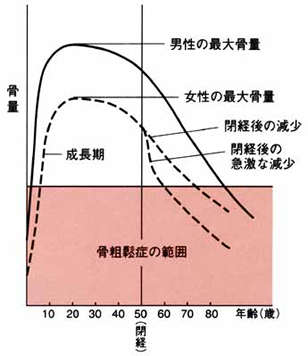 男性の最大骨量
骨量
女性の最大骨量
閉経後の減少
成長期
閉経後の
急激な減少
骨粗鬆症の範囲
10 20 30 40 50 60 70 80 年齢(歳)
(閉経)